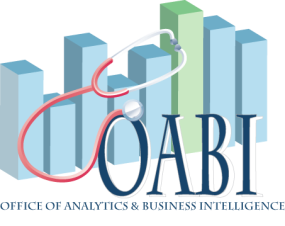 OABI
OFFICE OF ANALYTICS & BUSINESS INTELLIGENCE